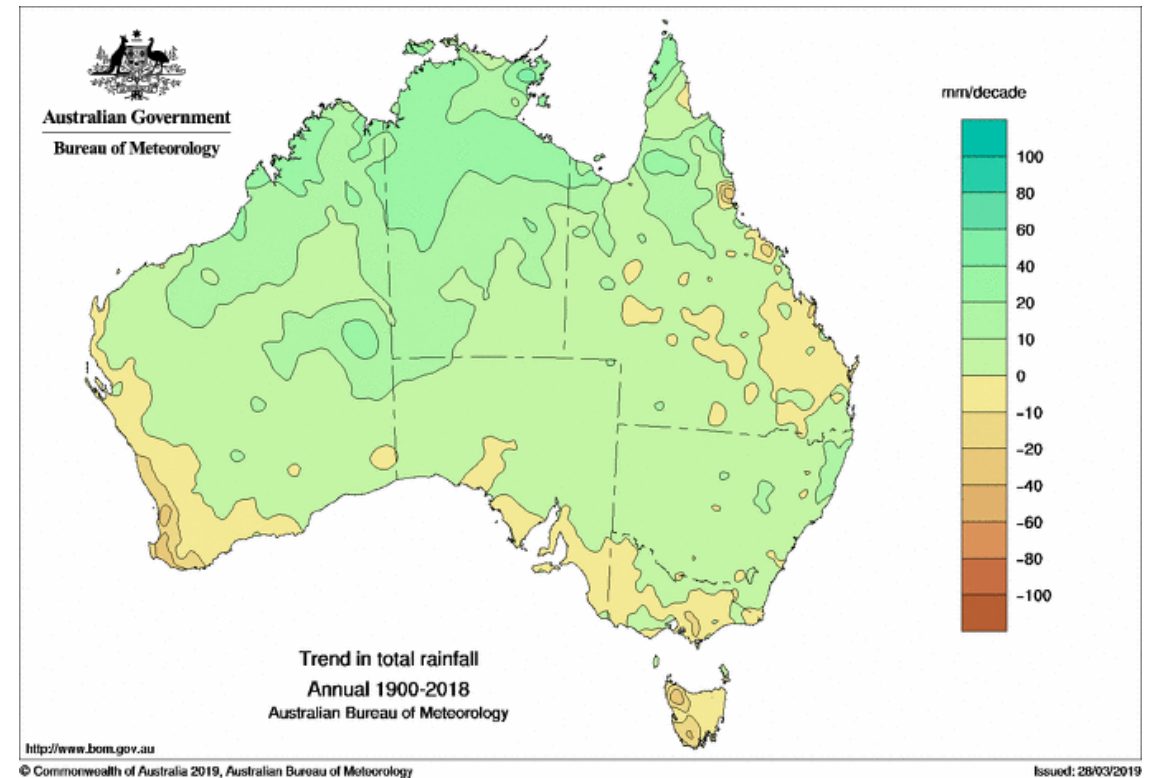 Australian Government
Bureau of Meteorology
mm/decade
100
80
60
40
20
10
0
-10
-20
-40
-60
-80
-100
Trend in total rainfall
Annual 1900-2018
Australian Bureau of Meteorology
http://www.bom.gov.au
© Commonwealth of Australia 2019, Australian Bureau of Meteorology
Issued: 28/03/2019